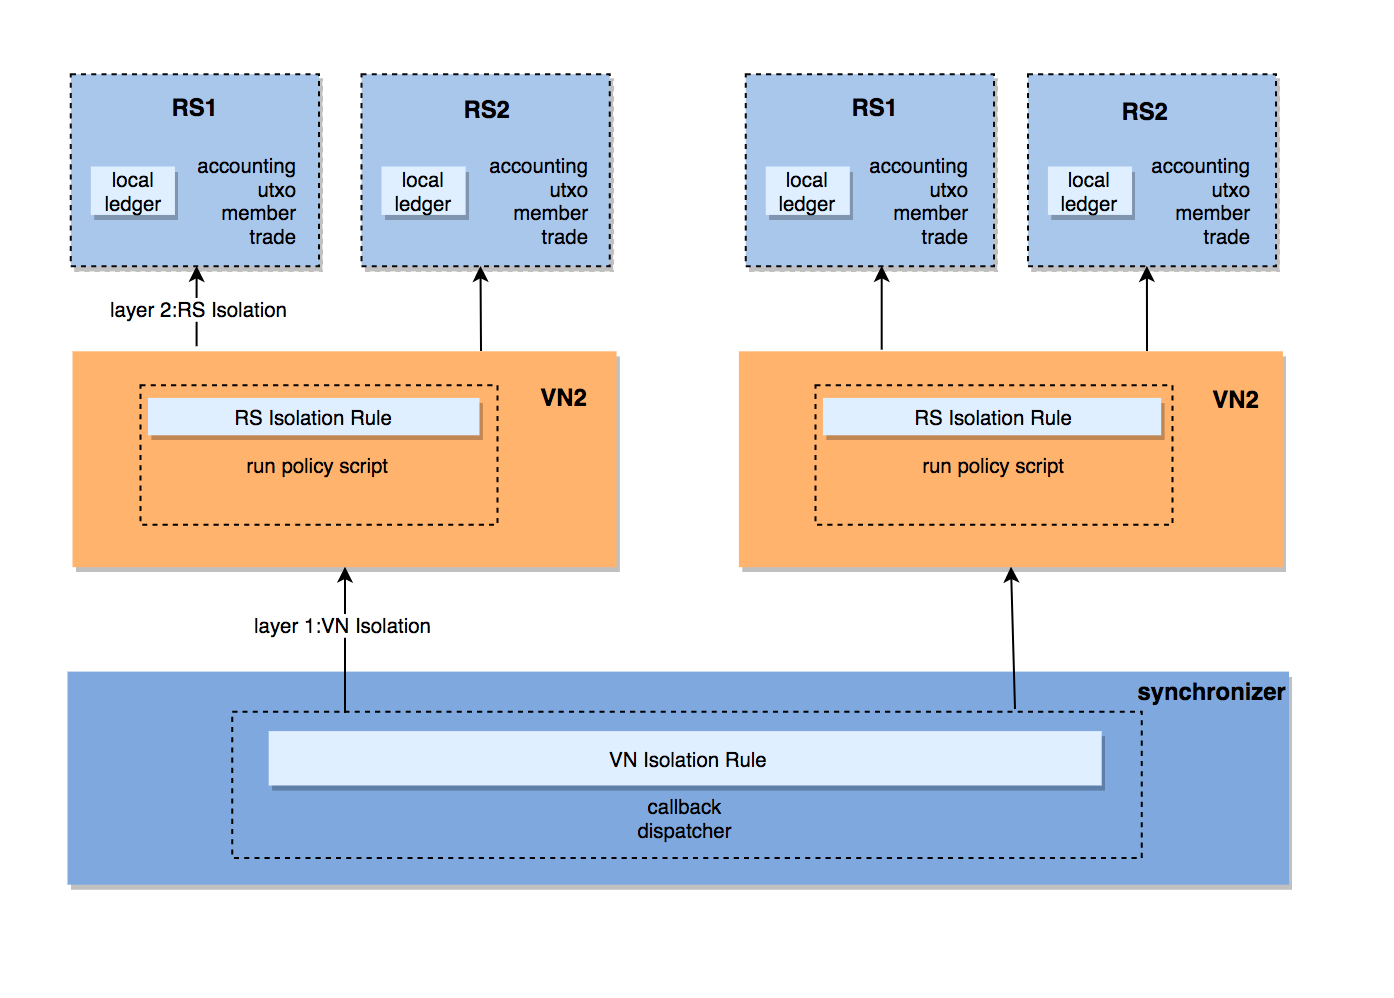 RS1
local
ledger
accounting
utxo
member
trade
RS2
local
ledger
accounting
utxo
member
trade
RS1
local
ledger
accounting
utxo
member
trade
RS2
local
ledger
accounting
utxo
member
trade
layer 2:RS Isolation
VN2
RS Isolation Rule
run policy script
VN2
RS Isolation Rule
run policy script
layer 1:VN Isolation
synchronizer
VN Isolation Rule
callback
dispatcher